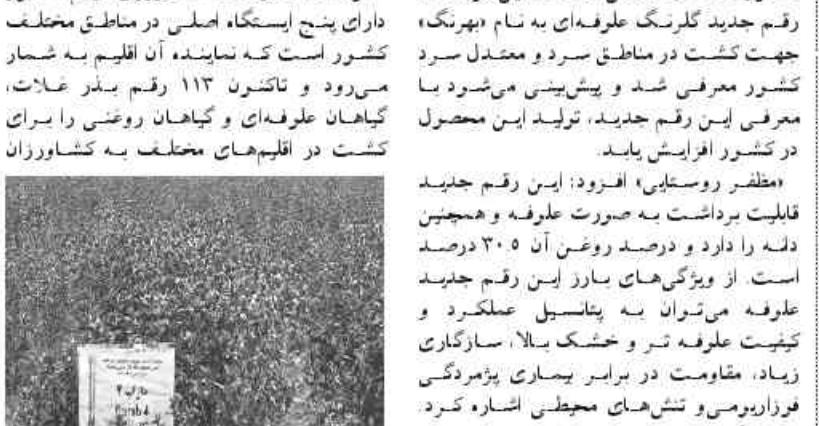 رقم جدید گلرنگ علوفه‌ای به نام «بهرنگ»
جهت کشت در مناطق سرد و معتدل سرد
کشور معرفی شد و پیش‌بینی می‌شود با
معرفی این رقم جدید، تولید این محصول
در کشور افزایش یابد.
«مظفر روستایی» افزود: این رقم جدید
قابلیت برداشت به صورت علوفه و همچنین
دانه را دارد و درصد روغن آن ۳۰.۵ درصد
است. از ویژگی‌های بارز این رقم جدید
علوفه می‌توان به پتانسیل عملکرد و
کیفیت علوفه تر و خشک بالا، سازگاری
زیاد، مقاومت در برابر بیماری پژمردگی
فوزاریومی‌و تنش‌های محیطی اشاره کرد.
دارای پنج ایستگاه اصلی در مناطق مختلف
کشور است که نماینده آن اقلیم به شمار
می‌رود و تاکنون ۱۱۳ رقم بذر غلات،
گیاهان علوفه‌ای و گیاهان روغنی را برای
کشت در اقلیم‌های مختلف به کشاورزان